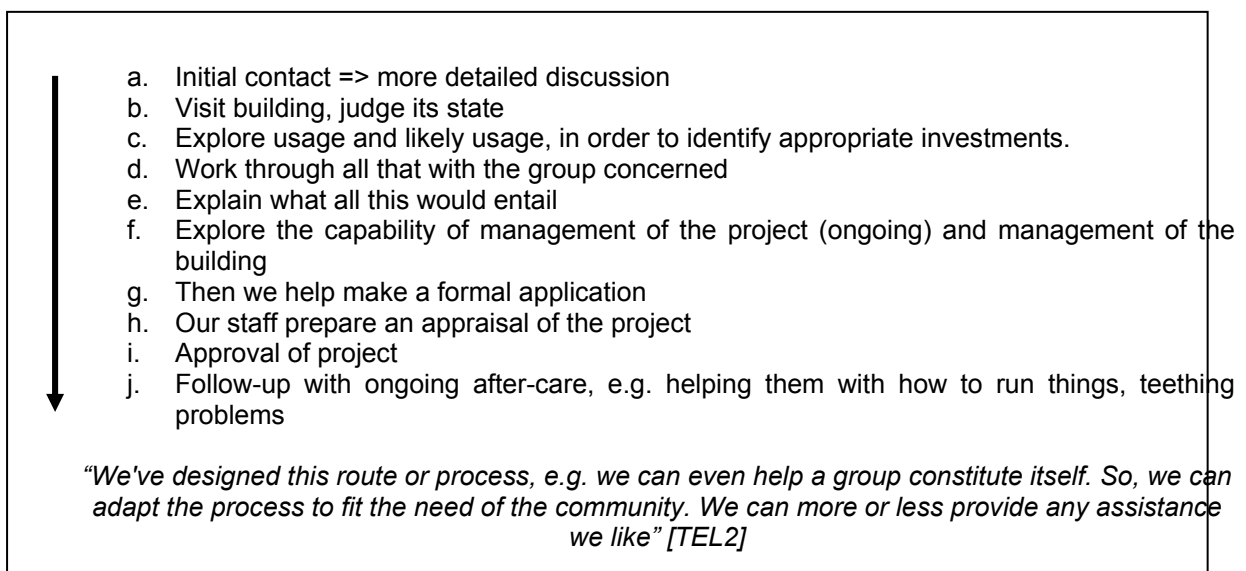 a. Initial contact => more detailed discussion
b. Visit building, judge its state
c. Explore usage and likely usage, in order to identify appropriate investments.
d. Work through all that with the group concerned
e. Explain what all this would entail
f. Explore the capability of management of the project (ongoing) and management of the
building
g. Then we help make a formal application
h. Our staff prepare an appraisal of the project
i. Approval of project
j. Follow-up with ongoing after-care, e.g. helping them with how to run things, teething
problems
“We've designed this route or process, e.g. we can even help a group constitute itself. So, we can
adapt the process to fit the need of the community. We can more or less provide any assistance
we like” [TEL2]